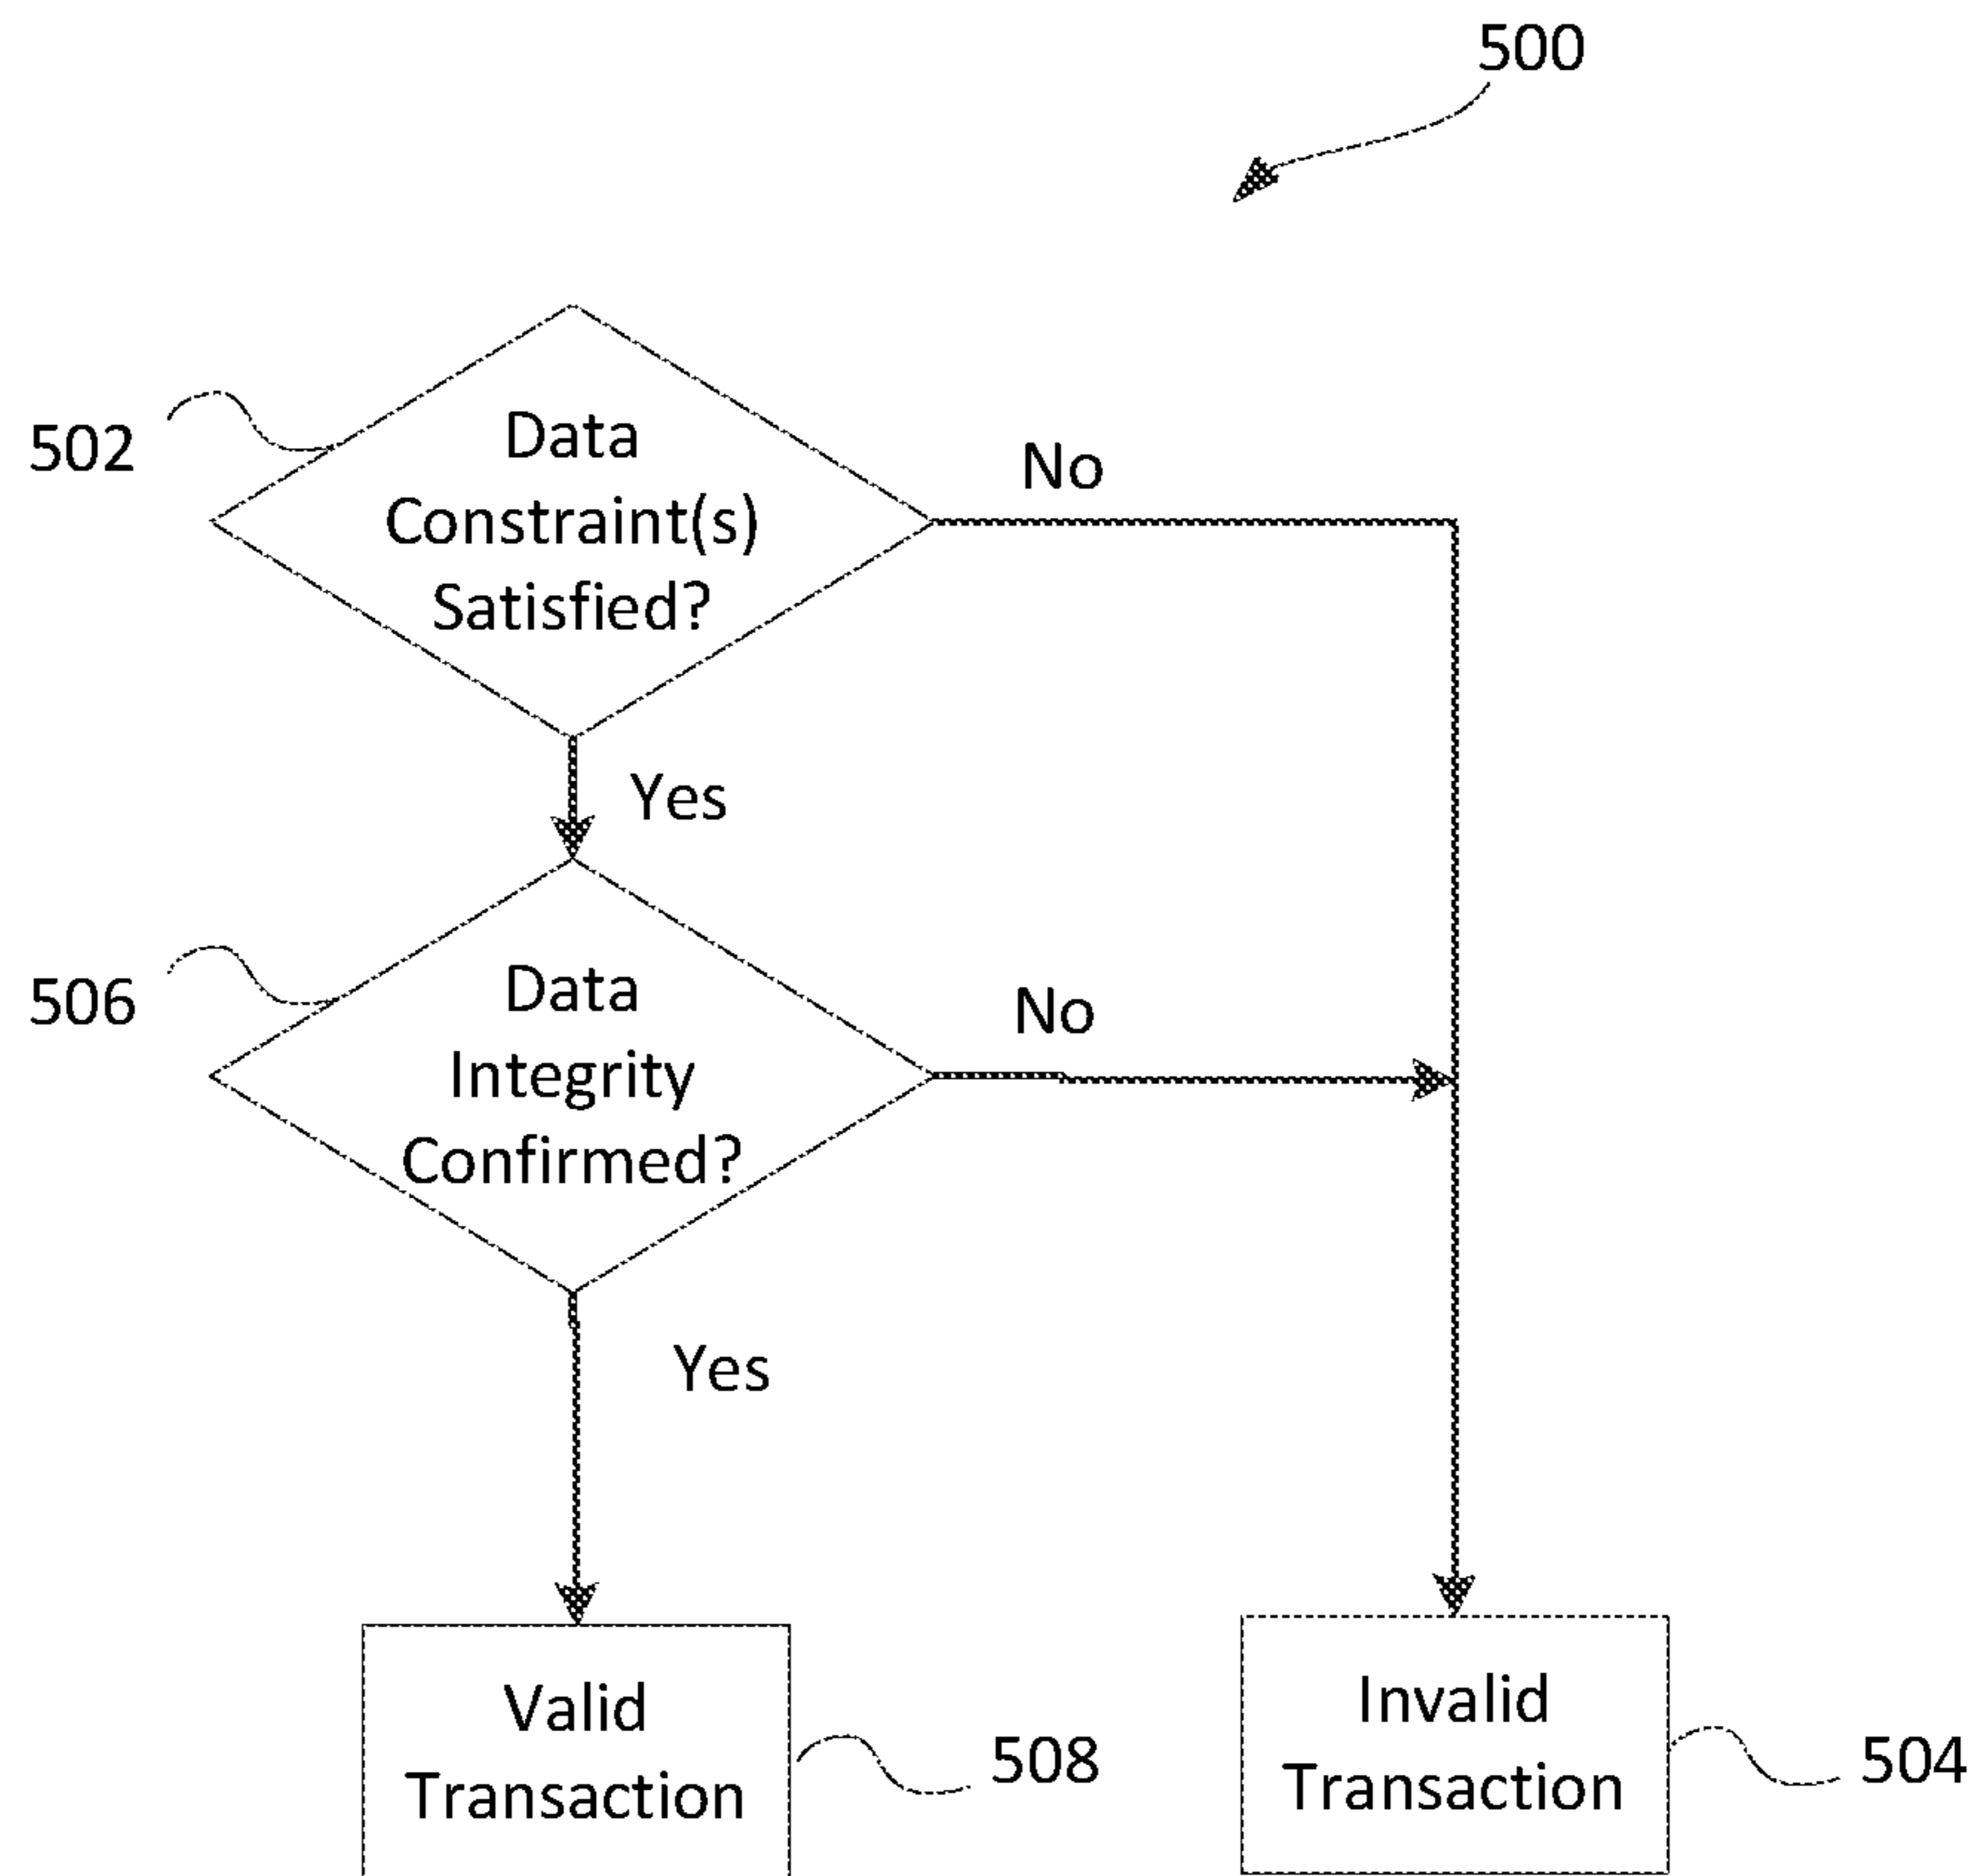 500
502
Data
Constraint(s)
Satisfied?
No
Yes
506
Data
Integrity
Confirmed?
No
Yes
Valid
Transaction
508
Invalid
Transaction
504